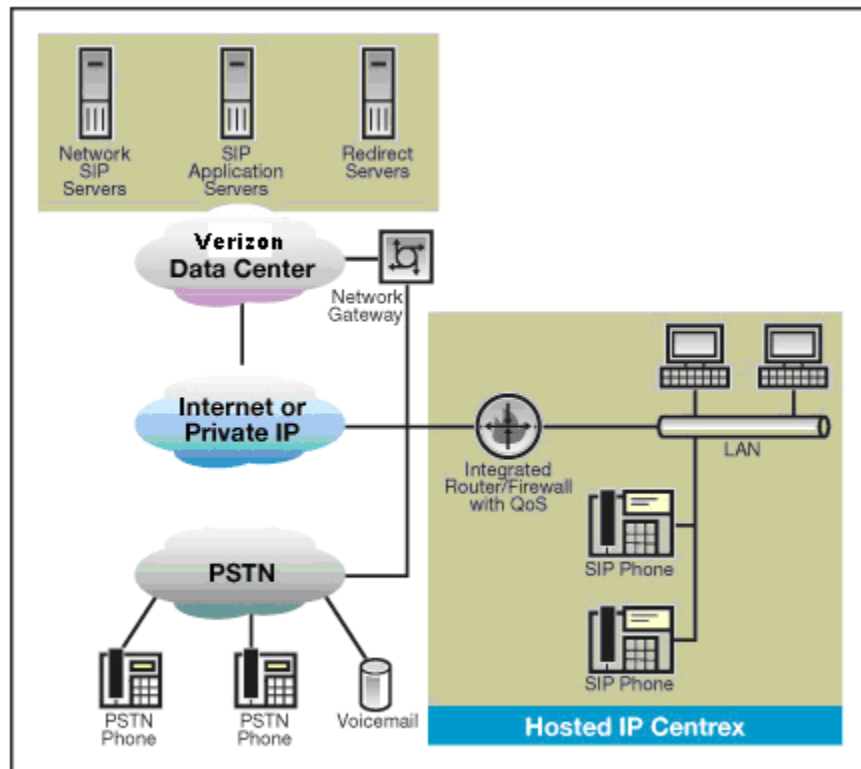 Network
SIP
Servers
SIP
Application
Servers
Redirect
Servers
Verizon
Data Center
Network
Gateway
Internet or
Private IP
Integrated
Router/Firewall
with QoS
LAN
SIP Phone
PSTN
SIP Phone
PSTN
Phone
PSTN
Phone
Voicemail
Hosted IP Centrex